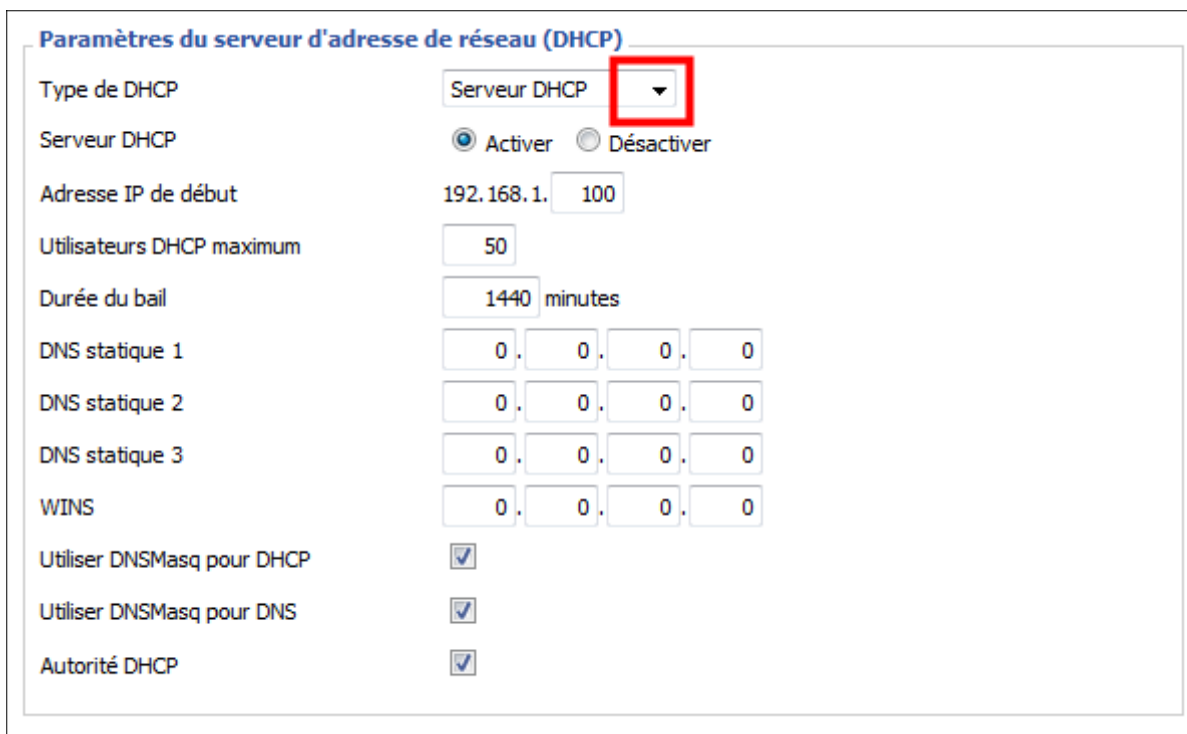 Paramètres du serveur d'adresse de réseau (DHCP)
Type de DHCP Serveur DHCP
Serveur DHCP Activer Désactiver
Adresse IP de début 192.168.1. 100
Utilisateurs DHCP maximum 50
Durée du bail 1440 minutes
DNS statique 1 0. 0. 0. 0
DNS statique 2 0. 0. 0. 0
DNS statique 3 0. 0. 0. 0
WINS 0. 0. 0. 0
Utiliser DNSMasq pour DHCP
Utiliser DNSMasq pour DNS
Autorité DHCP